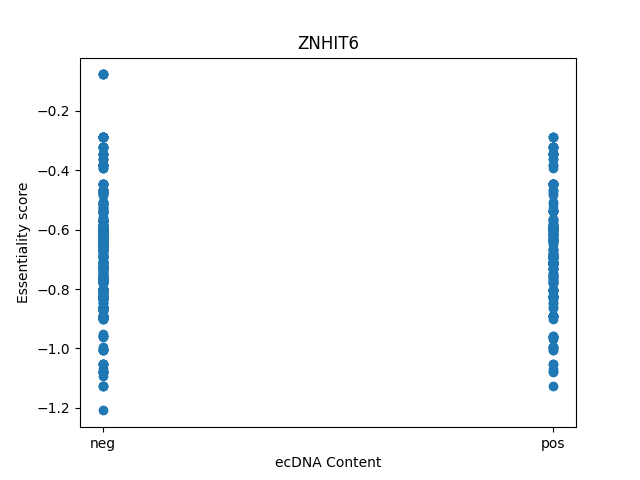 ZNHIT6
Essentiality score
−0.2
−0.4
−0.6
−0.8
−1.0
−1.2
neg
pos
ecDNA Content